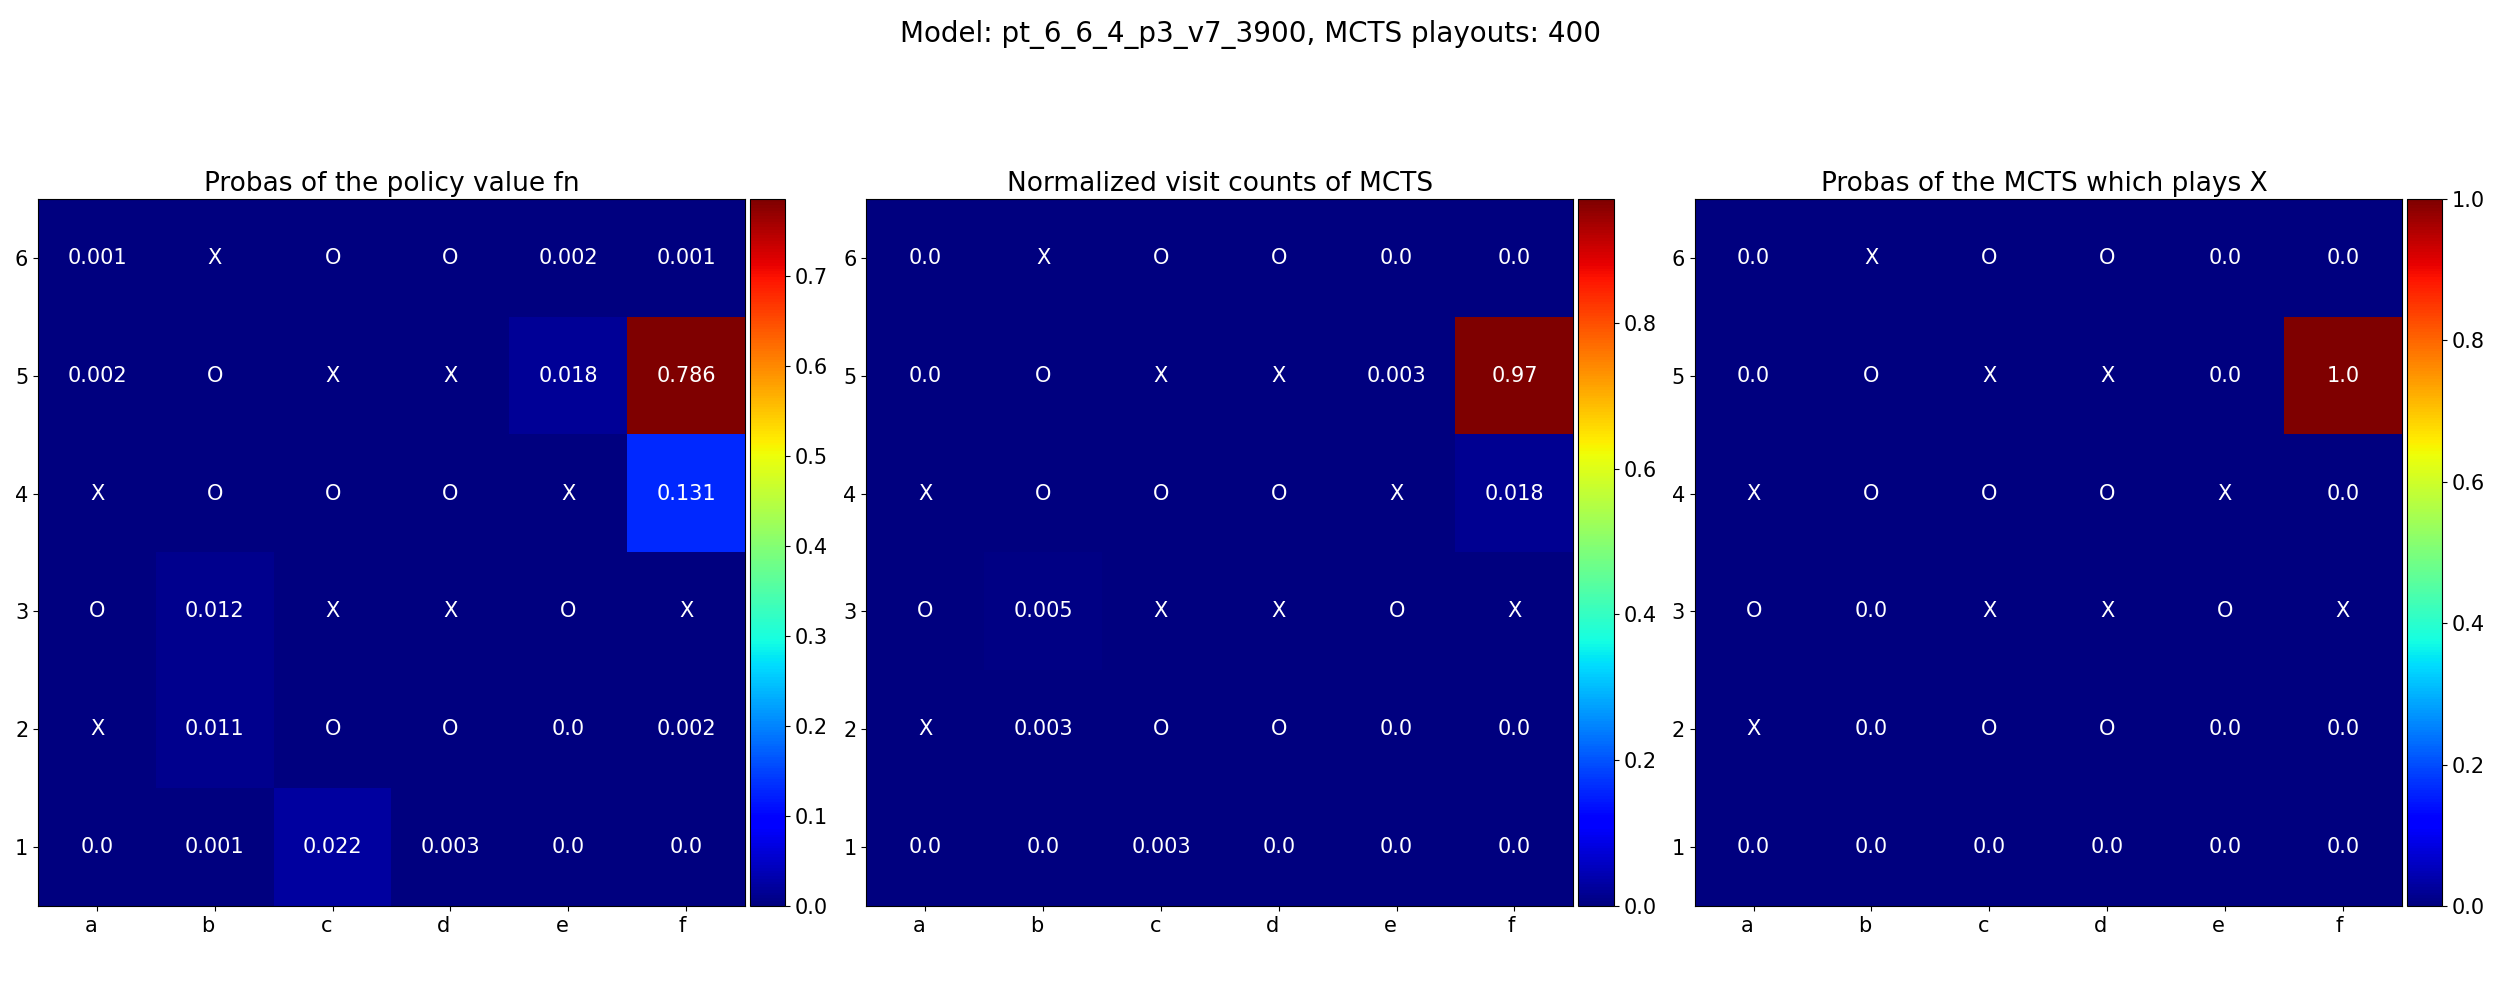 Model: pt_6_6_4_p3_v7_3900, MCTS playouts: 400
Probas of the policy value fn
6 0.001 X O O 0.002 0.001
5 0.002 O X X 0.018 0.786
4 X O O O X 0.131
3 O 0.012 X X O X
2 X 0.011 O O 0.0 0.002
1 0.0 0.001 0.022 0.003 0.0 0.0
a b c d e f
0.7
0.6
0.5
0.4
0.3
0.2
0.1
0.0
Normalized visit counts of MCTS
6 0.0 X O O 0.0 0.0
5 0.0 O X X 0.003 0.97
4 X O O O X 0.018
3 O 0.005 X X O X
2 X 0.003 O O 0.0 0.0
1 0.0 0.0 0.003 0.0 0.0 0.0
a b c d e f
0.8
0.6
0.4
0.2
0.0
Probas of the MCTS which plays X
6 0.0 X O O 0.0 0.0
5 0.0 O X X 0.0 1.0
4 X O O O X 0.0
3 O 0.0 X X O X
2 X 0.0 O O 0.0 0.0
1 0.0 0.0 0.0 0.0 0.0 0.0
a b c d e f
1.0
0.8
0.6
0.4
0.2
0.0